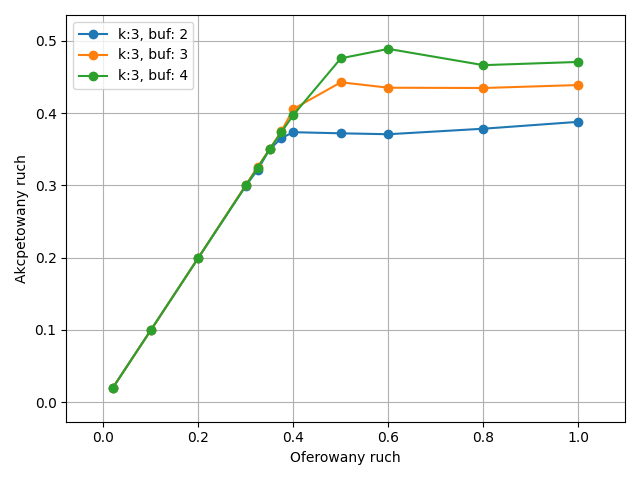 k:3, buf: 2
k:3, buf: 3
k:3, buf: 4
0.5
0.4
0.3
0.2
0.1
0.0
Akcpetowany ruch
0.0 0.2 0.4 0.6 0.8 1.0
Oferowany ruch